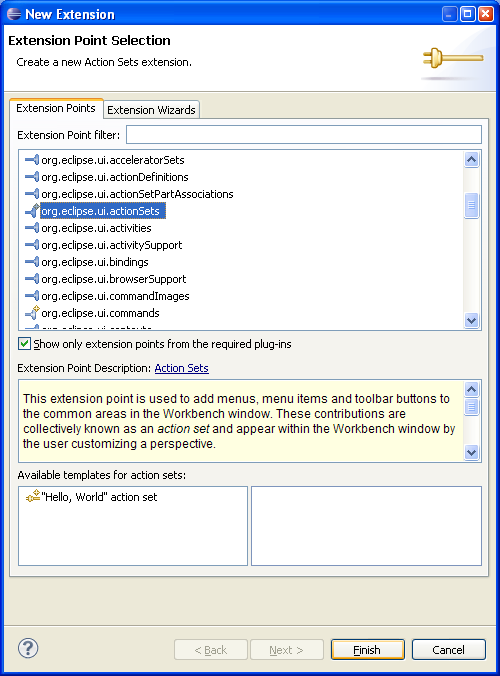 New Extension
Extension Point Selection
Create a new Action Sets extension.
Extension Points
Extension Wizards
Extension Point filter:
org.eclipse.ui.acceleratorSets
org.eclipse.ui.actionDefinitions
org.eclipse.ui.actionSetPartAssociations
org.eclipse.ui.actionSets
org.eclipse.ui.activities
org.eclipse.ui.activitySupport
org.eclipse.ui.bindings
org.eclipse.ui.browserSupport
org.eclipse.ui.commandImages
org.eclipse.ui.commands
org.eclipse.ui.contexts
Show only extension points from the required plug-ins
Extension Point Description: Action Sets
This extension point is used to add menus, menu items and toolbar buttons to
the common areas in the Workbench window. These contributions are
collectively known as an action set and appear within the Workbench window by
the user customizing a perspective.
Available templates for action sets:
"Hello, World" action set
?
< Back
Next >
Finish
Cancel